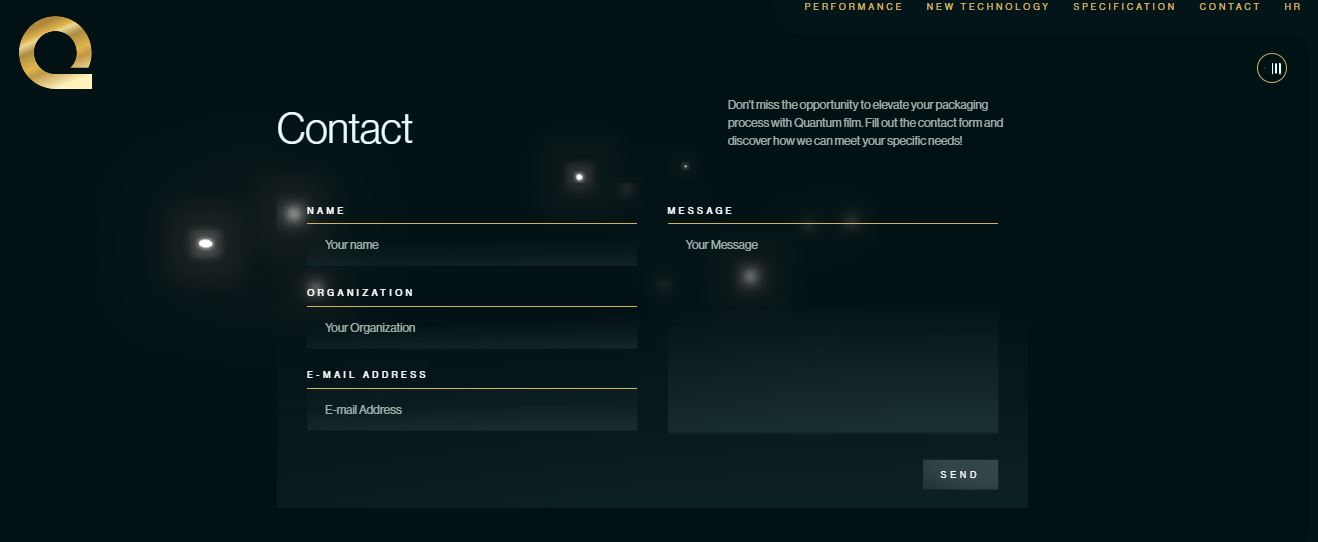 PERFORMANCE NEW TECHNOLOGY SPECIFICATION CONTACT HR
Contact
Don't miss the opportunity to elevate your packaging
process with Quantum film. Fill out the contact form and
discover how we can meet your specific needs!
NAME
Your name
ORGANIZATION
Your Organization
E-MAIL ADDRESS
E-mail Address
MESSAGE
Your Message
SEND